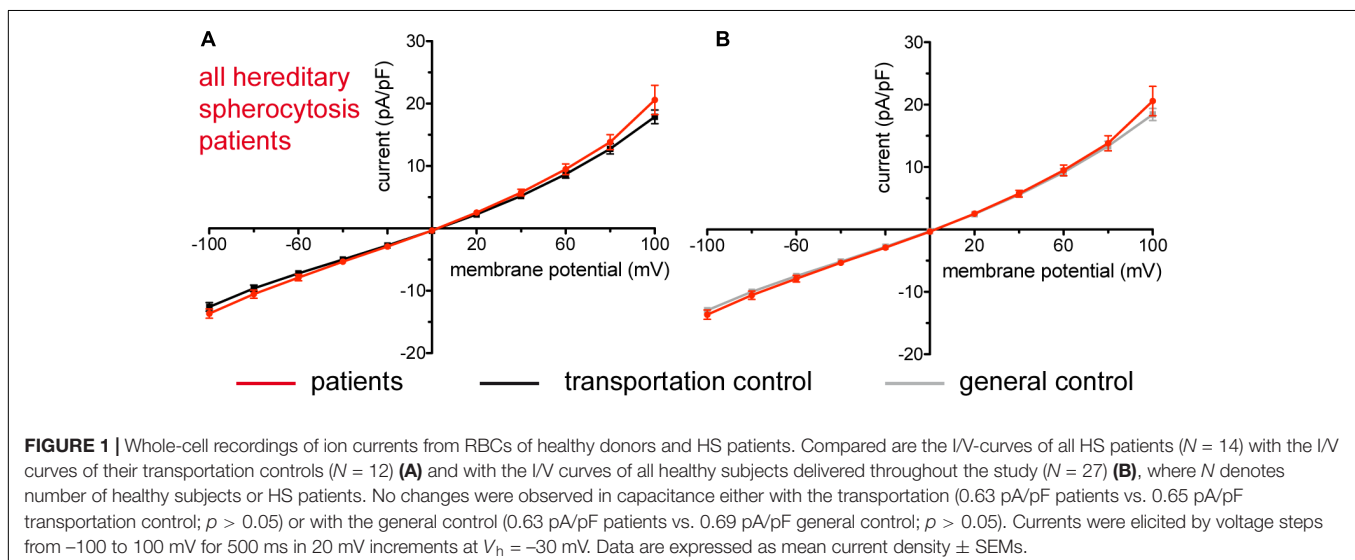 A
all hereditary
spherocytosis
patients
current (pA/pF)
30
20
10
-10
-20
-100
-60
20
60
100
membrane potential (mV)
B
current (pA/pF)
30
20
10
-10
-20
-100
-60
20
60
100
membrane potential (mV)
patients
transportation control
general control
FIGURE 1 | Whole-cell recordings of ion currents from RBCs of healthy donors and HS patients. Compared are the I/V-curves of all HS patients (N = 14) with the I/V
curves of their transportation controls (N = 12) (A) and with the I/V curves of all healthy subjects delivered throughout the study (N = 27) (B), where N denotes
number of healthy subjects or HS patients. No changes were observed in capacitance either with the transportation (0.63 pA/pF patients vs. 0.65 pA/pF
transportation control; p > 0.05) or with the general control (0.63 pA/pF patients vs. 0.69 pA/pF general control; p > 0.05). Currents were elicited by voltage steps
from –100 to 100 mV for 500 ms in 20 mV increments at Vh = –30 mV. Data are expressed as mean current density ± SEMs.